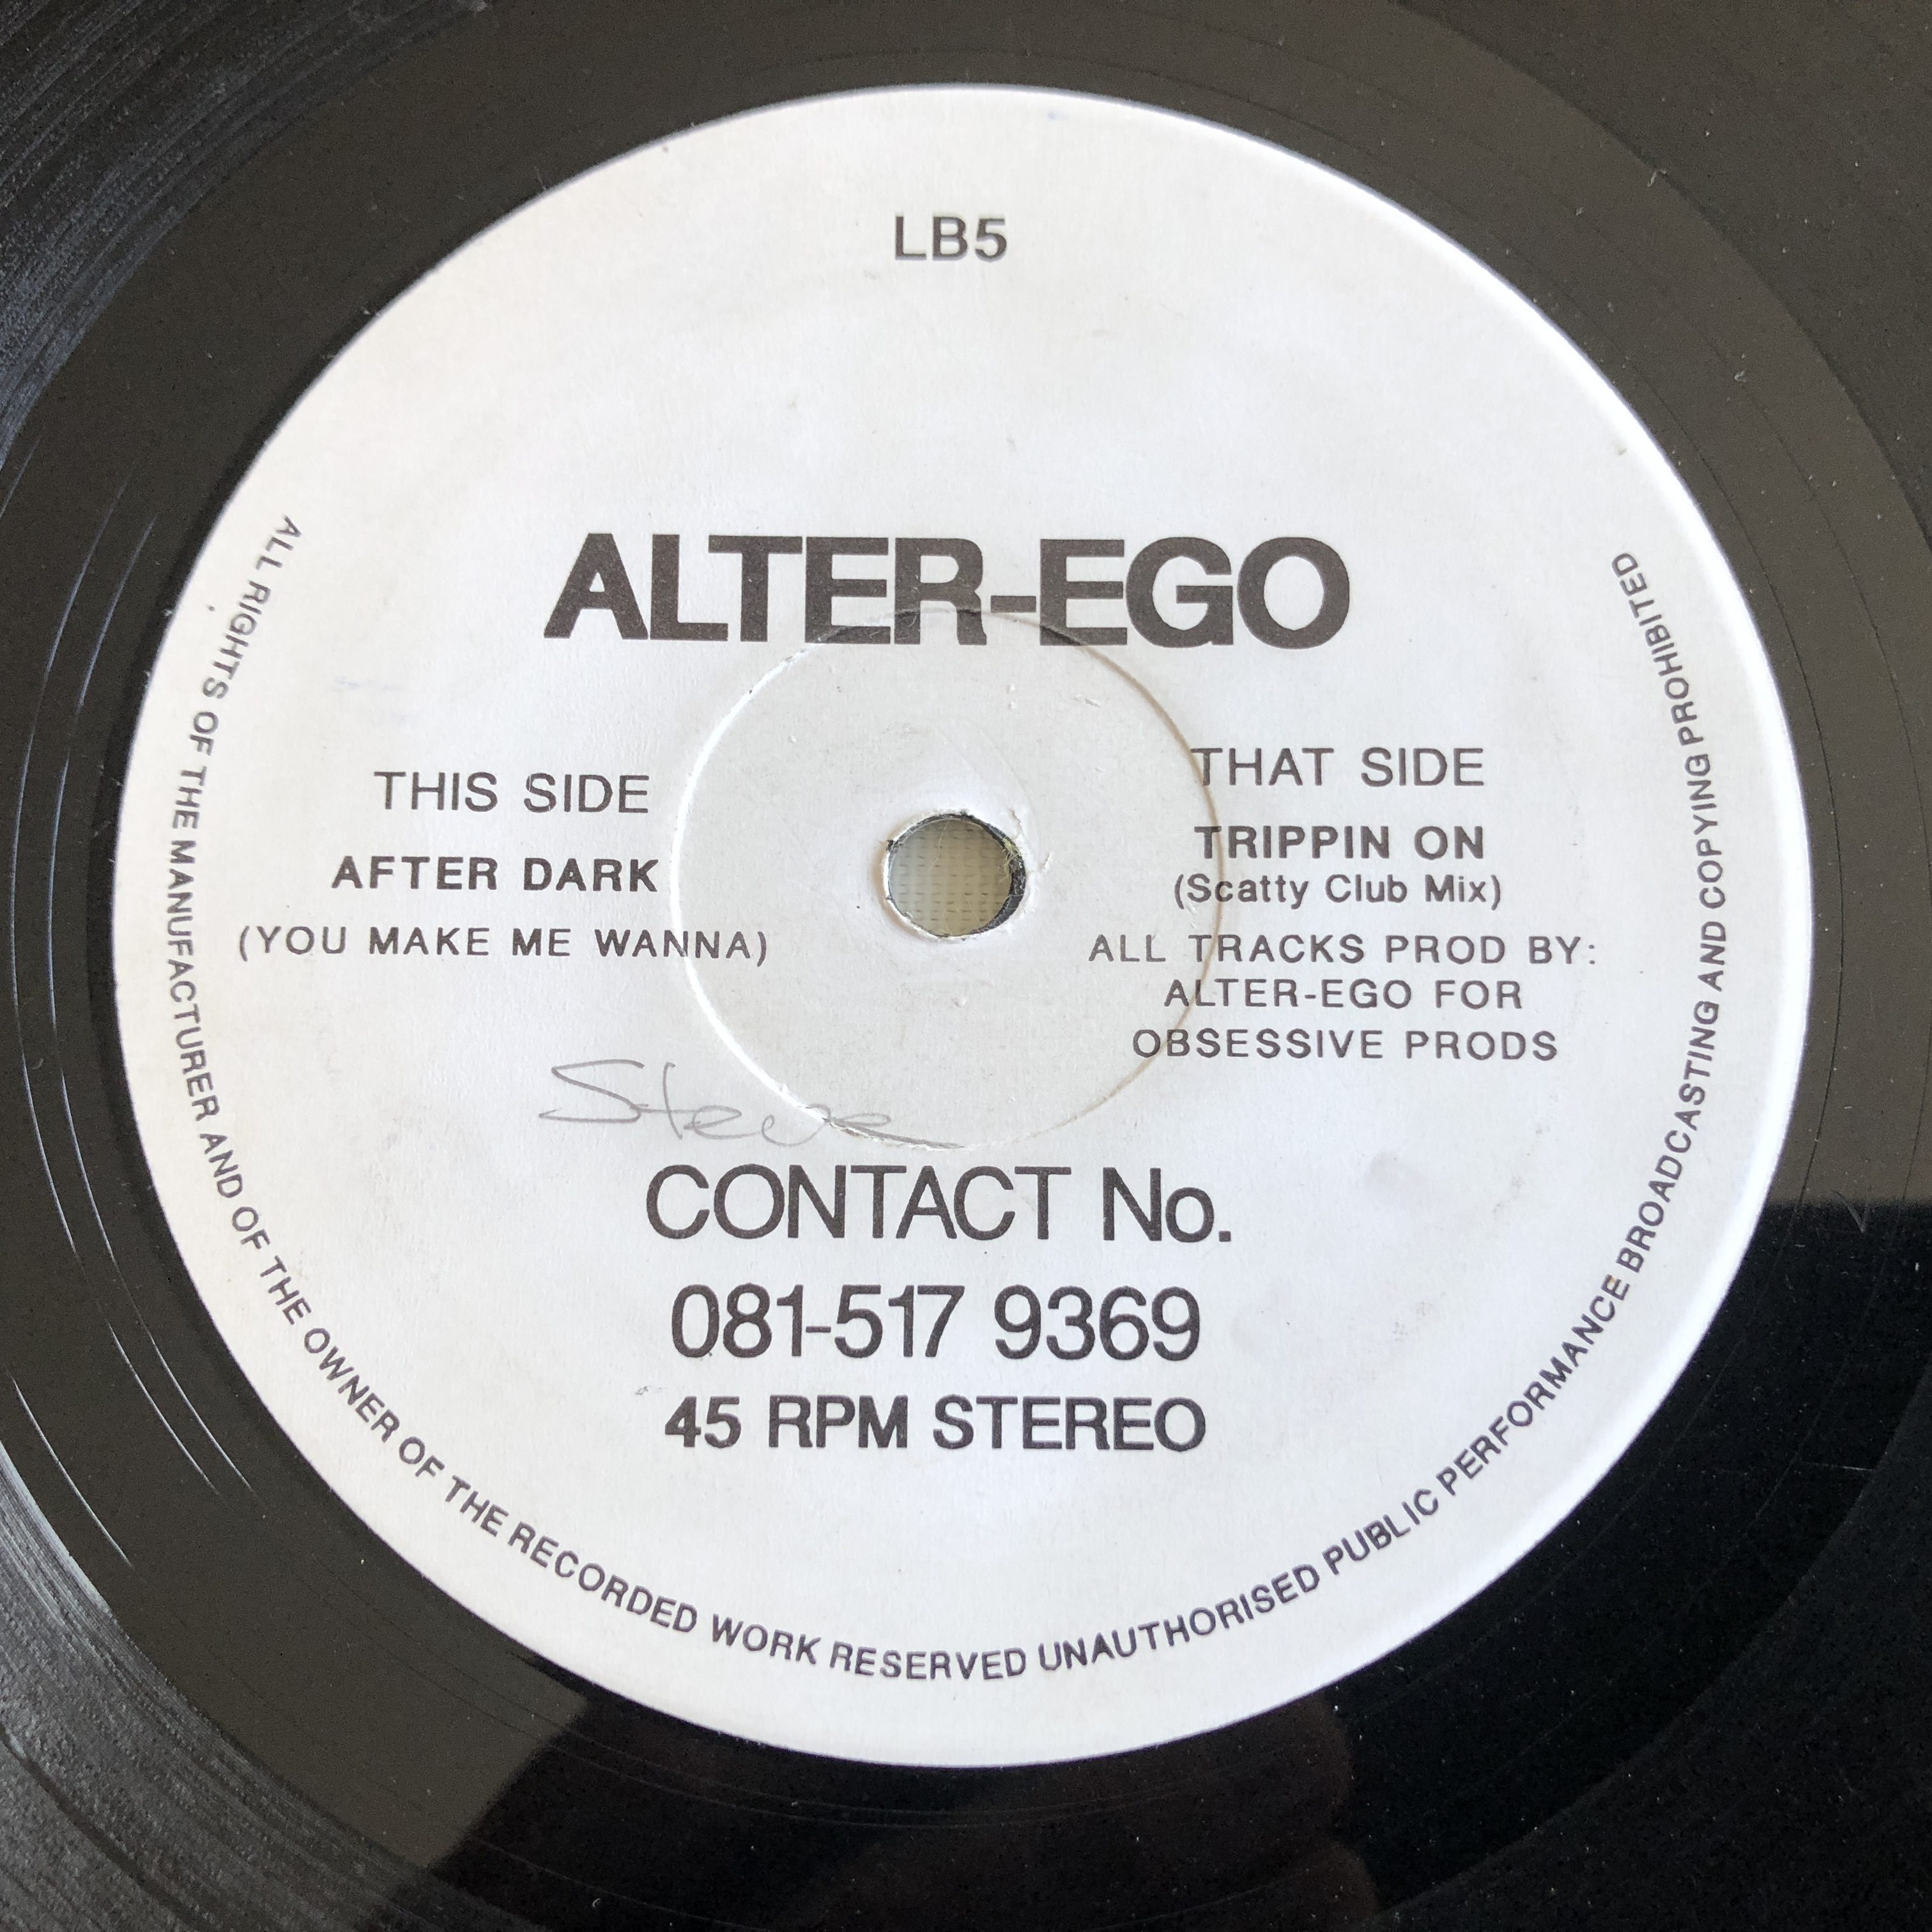 LB5
ALTER-EGO
THIS SIDE
AFTER DARK
(YOU MAKE ME WANNA)
THAT SIDE
TRIPPIN ON
(Scatty Club Mix)
ALL TRACKS PROD BY:
ALTER-EGO FOR
OBSESSIVE PRODS
Steve
CONTACT No.
081-517 9369
45 RPM STEREO
ALL RIGHTS OF THE MANUFACTURER AND OF THE OWNER OF THE RECORDED WORK RESERVED UNAUTHORISED PUBLIC PERFORMANCE BROADCASTING AND COPYING PROHIBITED